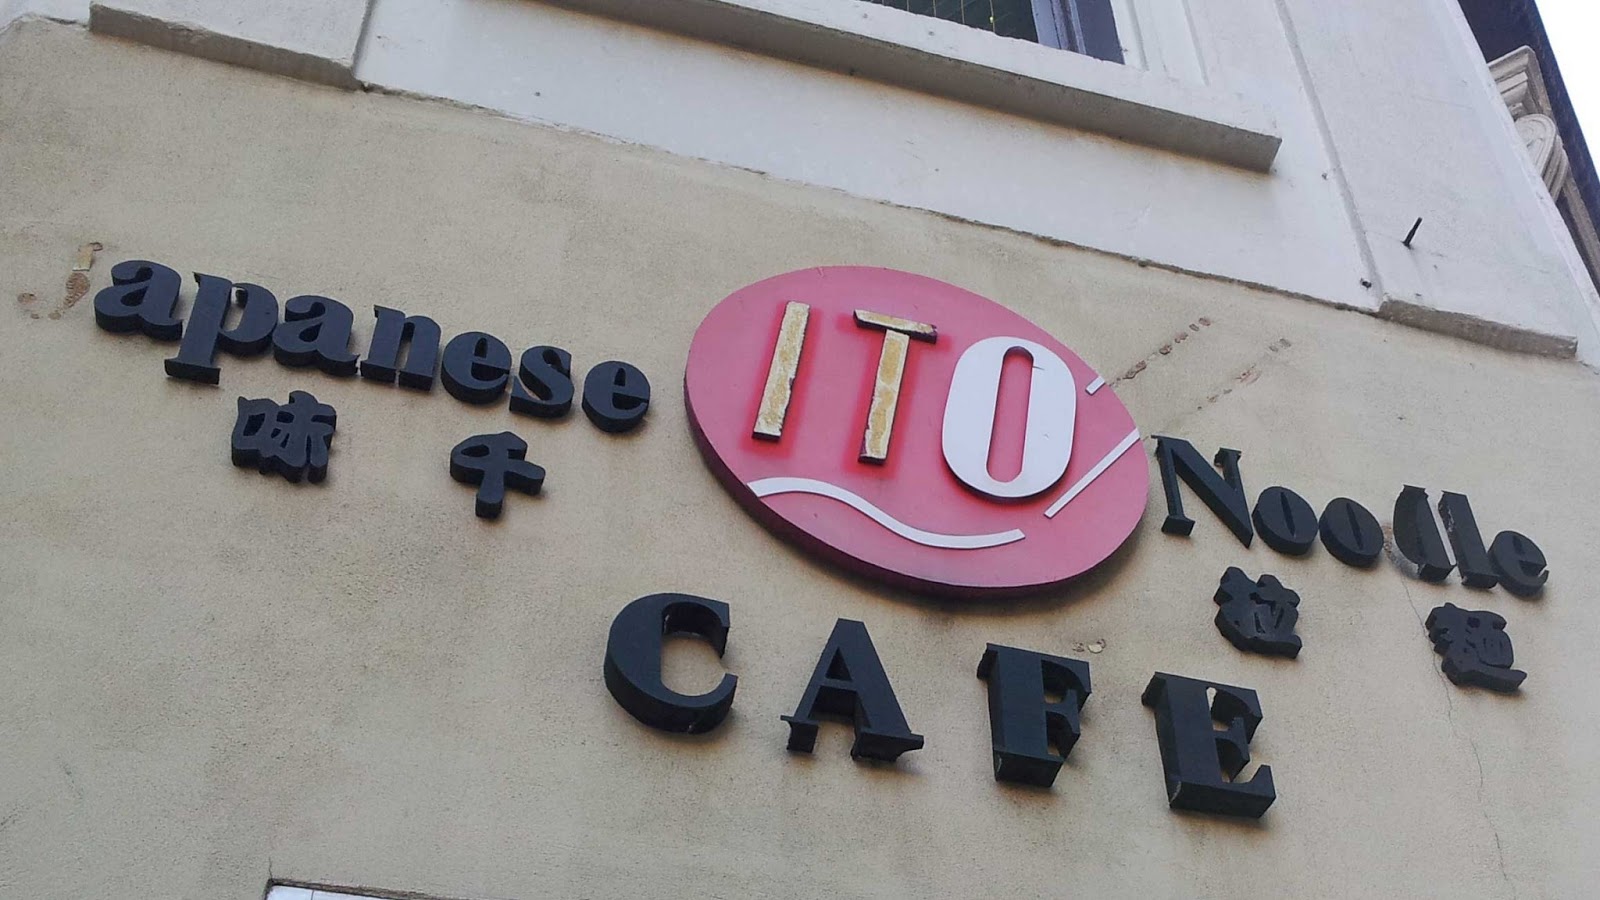 Japanese ITO Noodle
味千 拉麵
CAFE